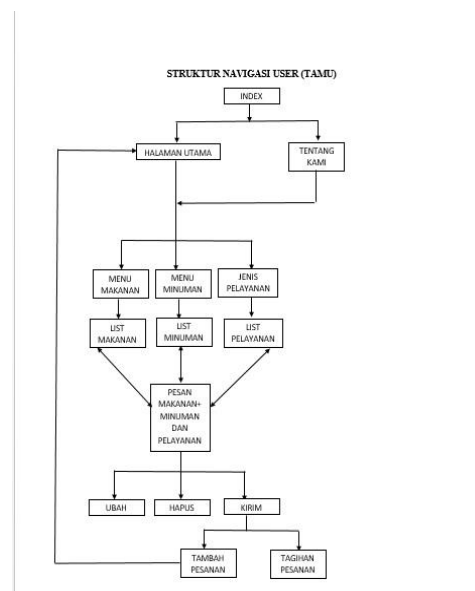 STRUKTUR NAVIGASI USER (TAMU)
INDEX
HALAMAN UTAMA
TENTANG
KAMI
MENU
MAKANAN
MENU
MINUMAN
JENIS
PELAYANAN
LIST
MAKANAN
LIST
MINUMAN
LIST
PELAYANAN
PESAN
MAKANAN+
MINUMAN
DAN
PELAYANAN
UBAH
HAPUS
KIRIM
TAMBAH
PESANAN
TAGIHAN
PESANAN